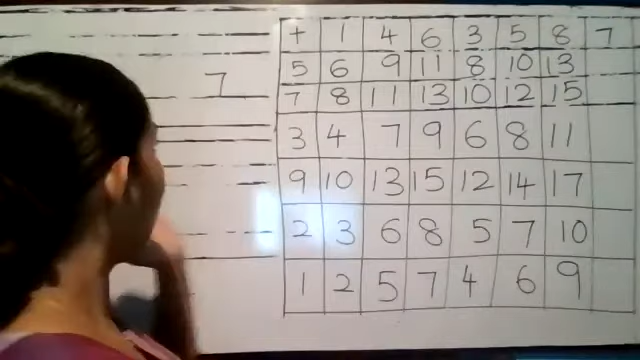 7
+ 1 4 6 3 5 8 7
5 6 9 11 8 10 13
7 8 11 13 10 12 15
3 4 7 9 6 8 11
9 10 13 15 12 14 17
2 3 6 8 5 7 10
1 2 5 7 4 6 9